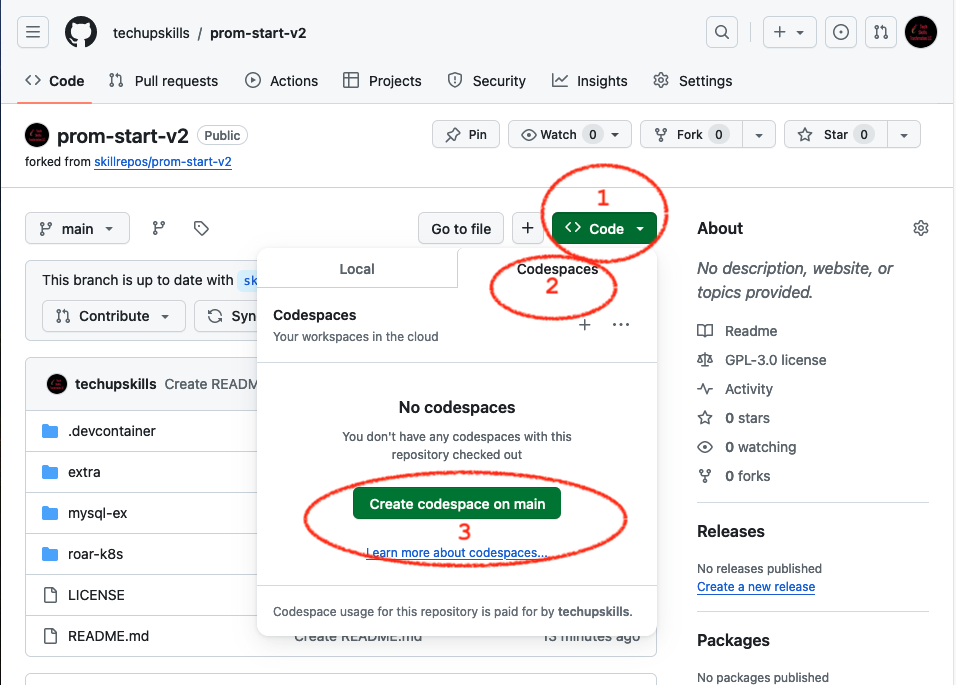 techupskills / prom-start-v2
Code Pull requests Actions Projects Security Insights Settings
prom-start-v2 Public
Pin Watch 0 Fork 0 Star 0
forked from skillrepos/prom-start-v2
1
main Go to file Code
About
Local Codespaces
2
No description, website, or
topics provided.
This branch is up to date with sk
Contribute Syn
Codespaces
Your workspaces in the cloud
Readme
GPL-3.0 license
Activity
0 stars
0 watching
0 forks
techupskills Create READM
No codespaces
You don't have any codespaces with this
repository checked out
Create codespace on main
3
Learn more about codespaces...
Codespace usage for this repository is paid for by techupskills.
.devcontainer
extra
mysql-ex
roar-k8s
LICENSE
README.md Create README.md 13 minutes ago
Releases
No releases published
Create a new release
Packages
No packages published